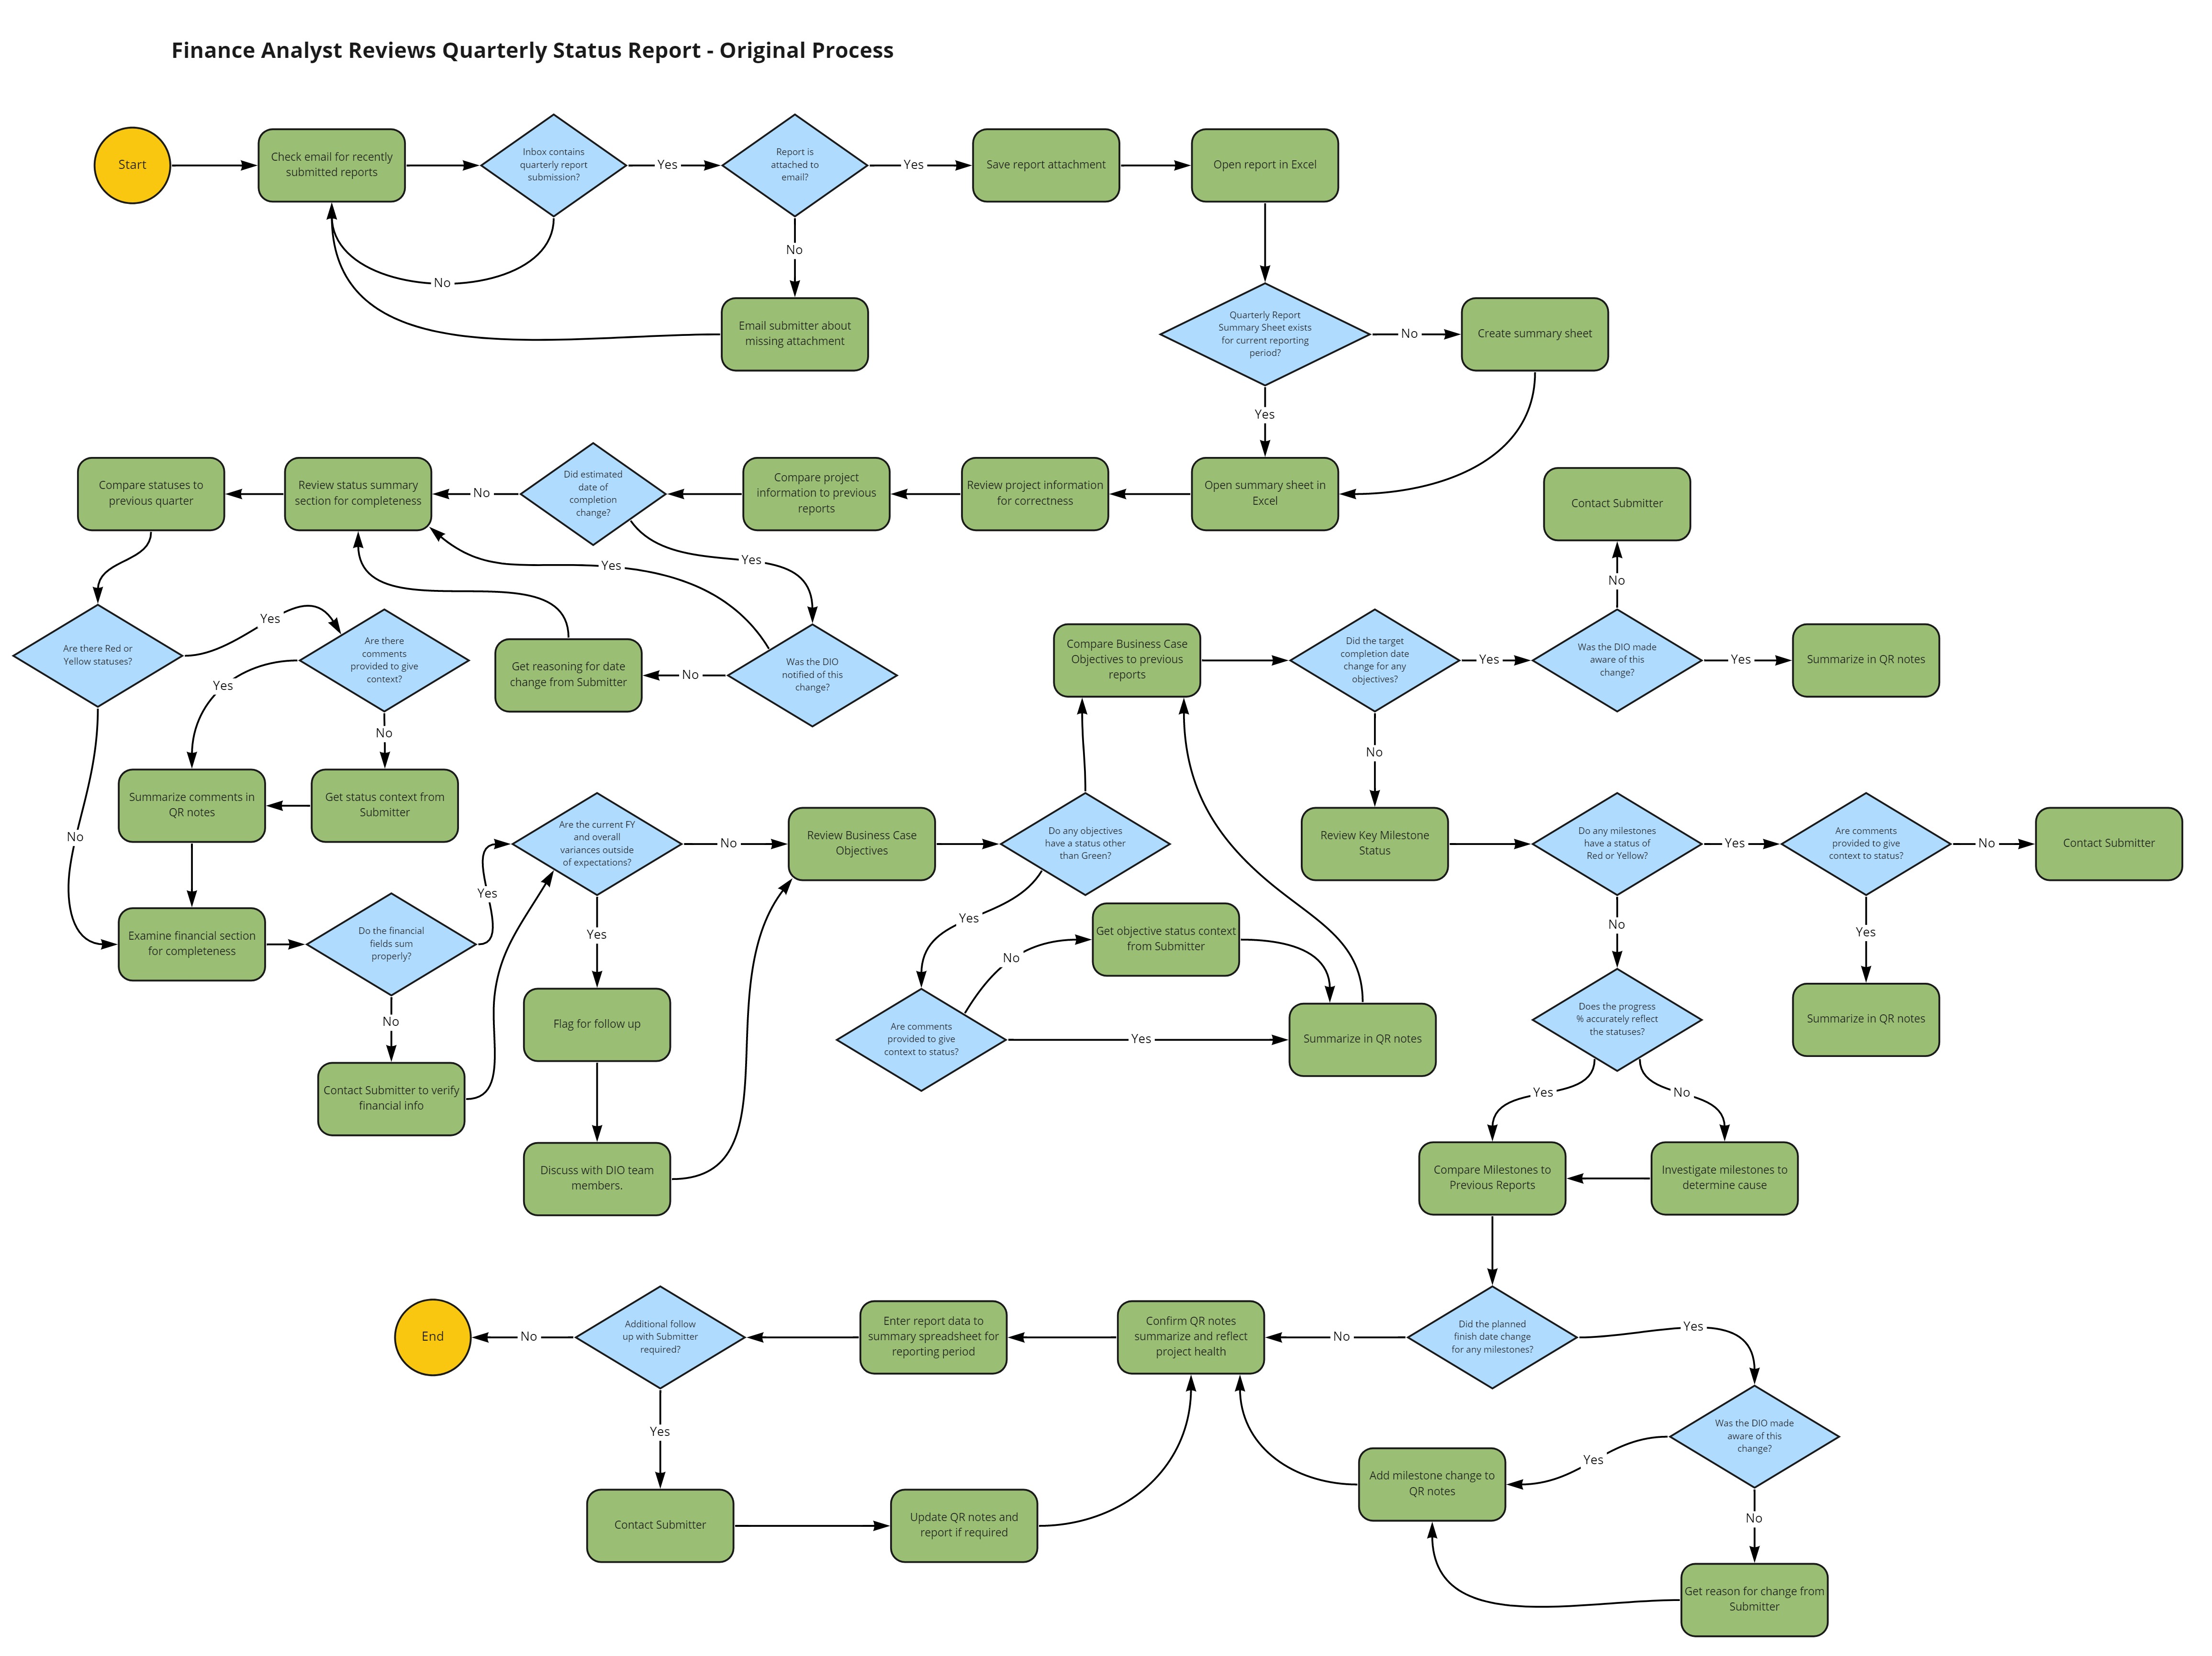 Finance Analyst Reviews Quarterly Status Report - Original Process
Start
Check email for recently
submitted reports
Inbox contains
quarterly report
submission?
Yes
Report is
attached to
email?
Yes
Save report attachment
Open report in Excel
No
No
Email submitter about
missing attachment
Quarterly Report
Summary Sheet exists
for current reporting
period?
No
Create summary sheet
Yes
Compare statuses to
previous quarter
Review status summary
section for completeness
No
Did estimated
date of
completion
change?
Compare project
information to previous
reports
Review project information
for correctness
Open summary sheet in
Excel
Contact Submitter
Yes
Yes
No
Are there Red or
Yellow statuses?
Yes
Are there
comments
provided to give
context?
Yes
No
Get reasoning for date
change from Submitter
No
Was the DIO
notified of this
change?
Compare Business Case
Objectives to previous
reports
Did the target
completion date
change for any
objectives?
Yes
Was the DIO made
aware of this
change?
Yes
Summarize in QR notes
No
Summarize comments in
QR notes
Get status context from
Submitter
No
Are the current FY
and overall
variances outside
of expectations?
No
Review Business Case
Objectives
Do any objectives
have a status other
than Green?
Review Key Milestone
Status
Do any milestones
have a status of
Red or Yellow?
Yes
Are comments
provided to give
context to status?
No
Contact Submitter
Yes
Examine financial section
for completeness
Do the financial
fields sum
properly?
Yes
Yes
No
Get objective status context
from Submitter
No
Yes
No
Flag for follow up
Are comments
provided to give
context to status?
Yes
Summarize in QR notes
Does the progress
% accurately reflect
the statuses?
Summarize in QR notes
Contact Submitter to verify
financial info
Yes
No
Discuss with DIO team
members.
Compare Milestones to
Previous Reports
Investigate milestones to
determine cause
End
No
Additional follow
up with Submitter
required?
Enter report data to
summary spreadsheet for
reporting period
Confirm QR notes
summarize and reflect
project health
No
Did the planned
finish date change
for any milestones?
Yes
Yes
Was the DIO made
aware of this
change?
Yes
Add milestone change to
QR notes
No
Contact Submitter
Update QR notes and
report if required
Get reason for change from
Submitter